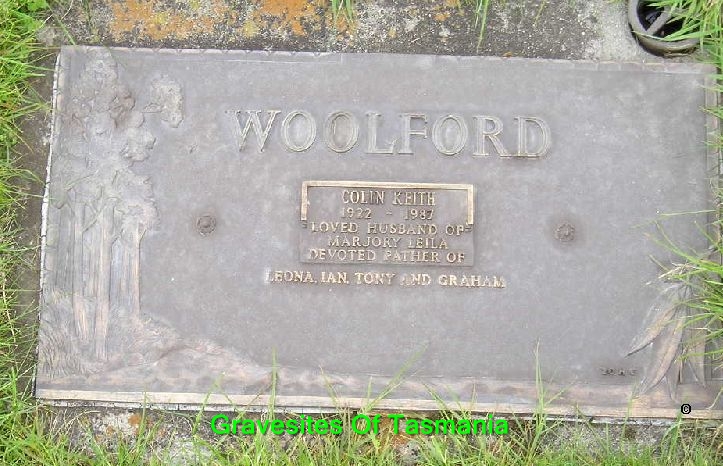 WOOLFORD
COLIN KEITH
1922 - 1987
LOVED HUSBAND OF
MARJORY LEILA
DEVOTED FATHER OF
LEONA, IAN, TONY AND GRAHAM
©
Gravesites Of Tasmania